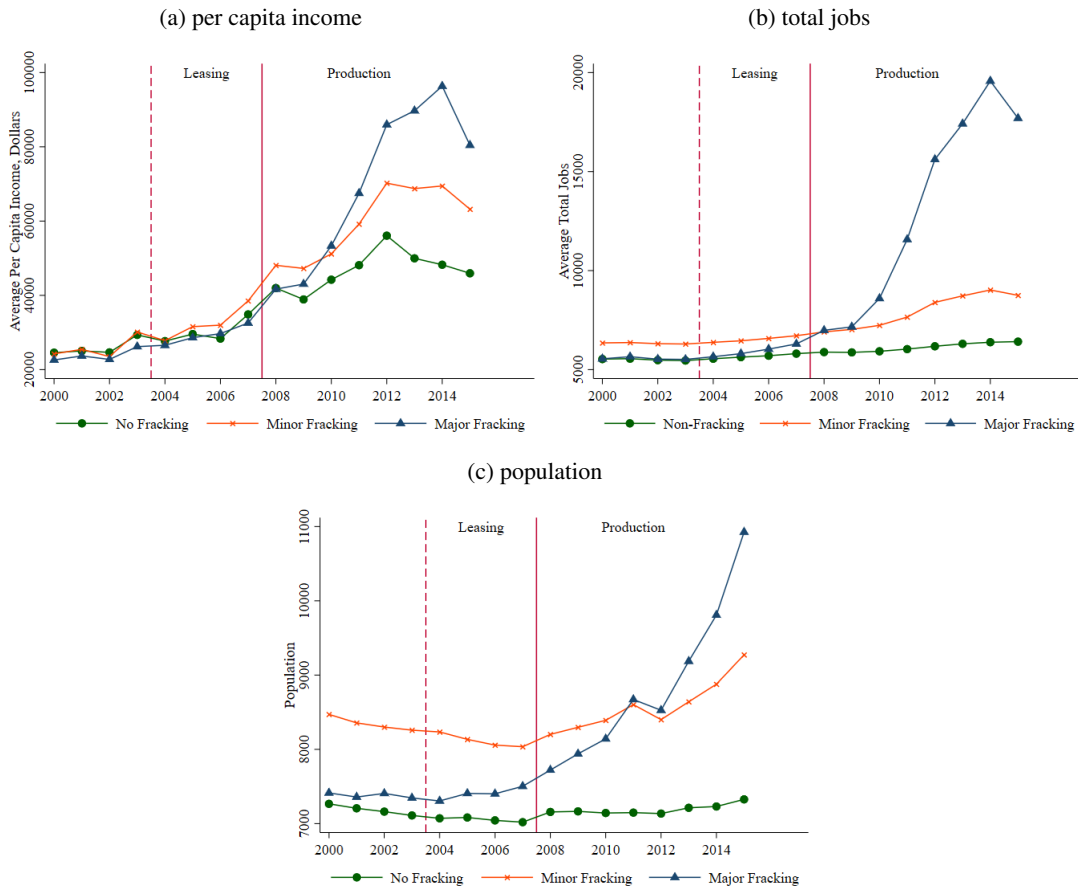 (a) per capita income
Leasing Production
Average Per Capita Income, Dollars
100000
80000
60000
40000
20000
2000 2002 2004 2006 2008 2010 2012 2014
No Fracking Minor Fracking Major Fracking
(b) total jobs
Leasing Production
Average Total Jobs
20000
15000
10000
5000
2000 2002 2004 2006 2008 2010 2012 2014
Non-Fracking Minor Fracking Major Fracking
(c) population
Leasing Production
Population
11000
10000
9000
8000
7000
2000 2002 2004 2006 2008 2010 2012 2014
No Fracking Minor Fracking Major Fracking